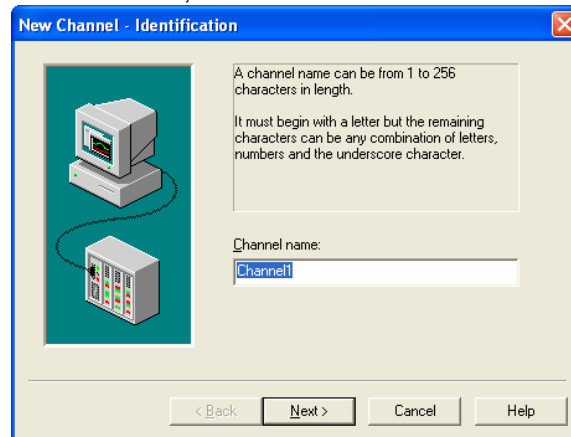 New Channel - Identification
A channel name can be from 1 to 256
characters in length.
It must begin with a letter but the remaining
characters can be any combination of letters,
numbers and the underscore character.
Channel name:
Channel1
< Back
Next >
Cancel
Help